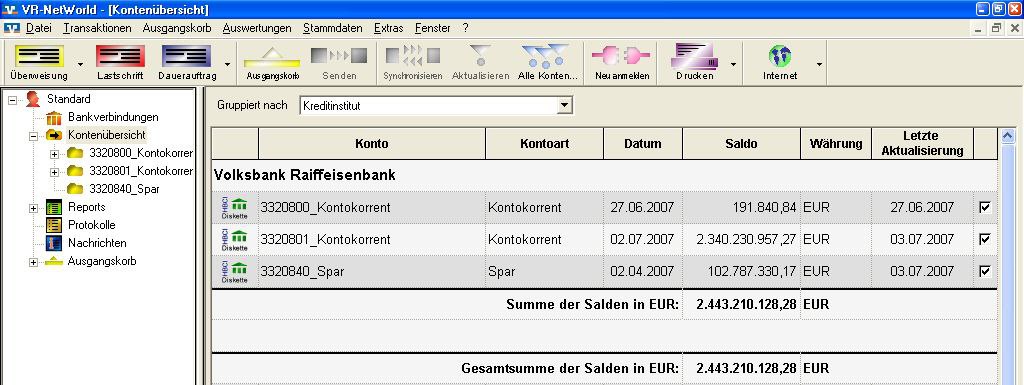 VR-NetWorld - [Kontenübersicht]
Datei Transaktionen Ausgangskorb Auswertungen Stammdaten Extras Fenster ?
Überweisung Lastschrift Dauerauftrag Ausgangskorb Senden Synchronisieren Aktualisieren Alle Konten... Neu anmelden Drucken Internet
Standard
Bankverbindungen
Kontenübersicht
3320800_Kontokorrer
3320801_Kontokorrer
3320840_Spar
Reports
Protokolle
Nachrichten
Ausgangskorb
Gruppiert nach Kreditinstitut
Konto Kontoart Datum Saldo Währung Letzte Aktualisierung
Volksbank Raiffeisenbank
HBCI Diskette 3320800_Kontokorrent Kontokorrent 27.06.2007 191.840,84 EUR 27.06.2007
HBCI Diskette 3320801_Kontokorrent Kontokorrent 02.07.2007 2.340.230.957,27 EUR 03.07.2007
HBCI Diskette 3320840_Spar Spar 02.04.2007 102.787.330,17 EUR 03.07.2007
Summe der Salden in EUR: 2.443.210.128,28 EUR
Gesamtsumme der Salden in EUR: 2.443.210.128,28 EUR